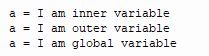 a = I am inner variable
a = I am outer variable
a = I am global variable